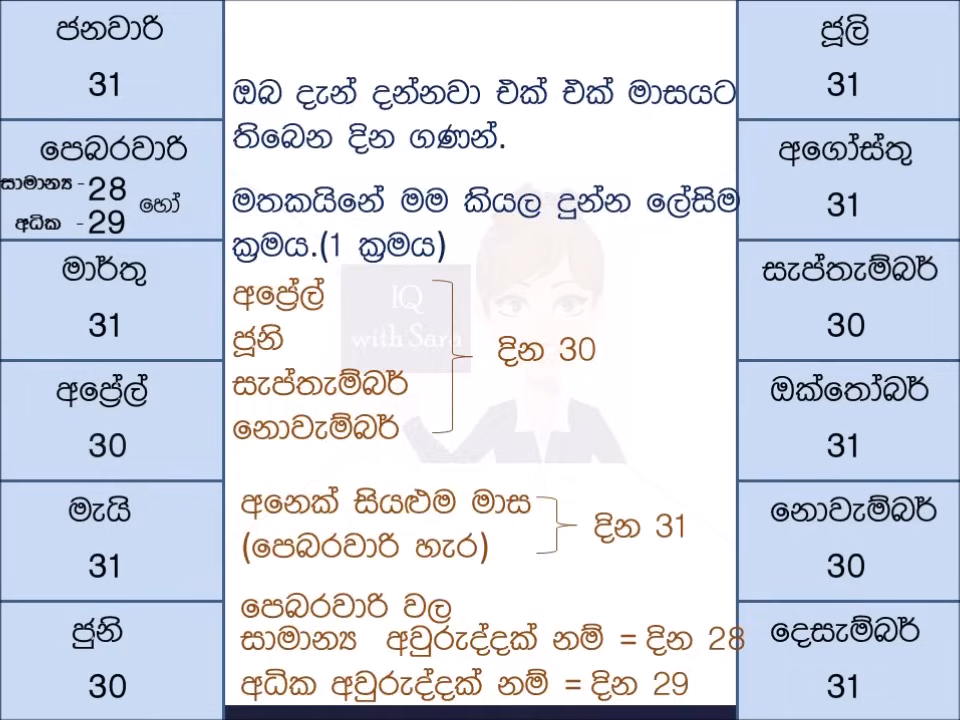 ජනවාරි
31
පෙබරවාරි
සාමාන්‍ය - 28 හෝ
අධික - 29
මාර්තු
31
අප්‍රේල්
30
මැයි
31
ජුනි
30
ඔබ දැන් දන්නවා එක් එක් මාසයට
තිබෙන දින ගණන්.
මතකයිනේ මම කියල දුන්න ලේසිම
ක්‍රමය.(1 ක්‍රමය)
අප්‍රේල්
ජූනි
සැප්තැම්බර්
නොවැම්බර්
දින 30
IQ
with Sara
අනෙක් සියළුම මාස
(පෙබරවාරි හැර)
දින 31
පෙබරවාරි වල
සාමාන්‍ය අවුරුද්දක් නම් = දින 28
අධික අවුරුද්දක් නම් = දින 29
ජූලි
31
අගෝස්තු
31
සැප්තැම්බර්
30
ඔක්තෝබර්
31
නොවැම්බර්
30
දෙසැම්බර්
31